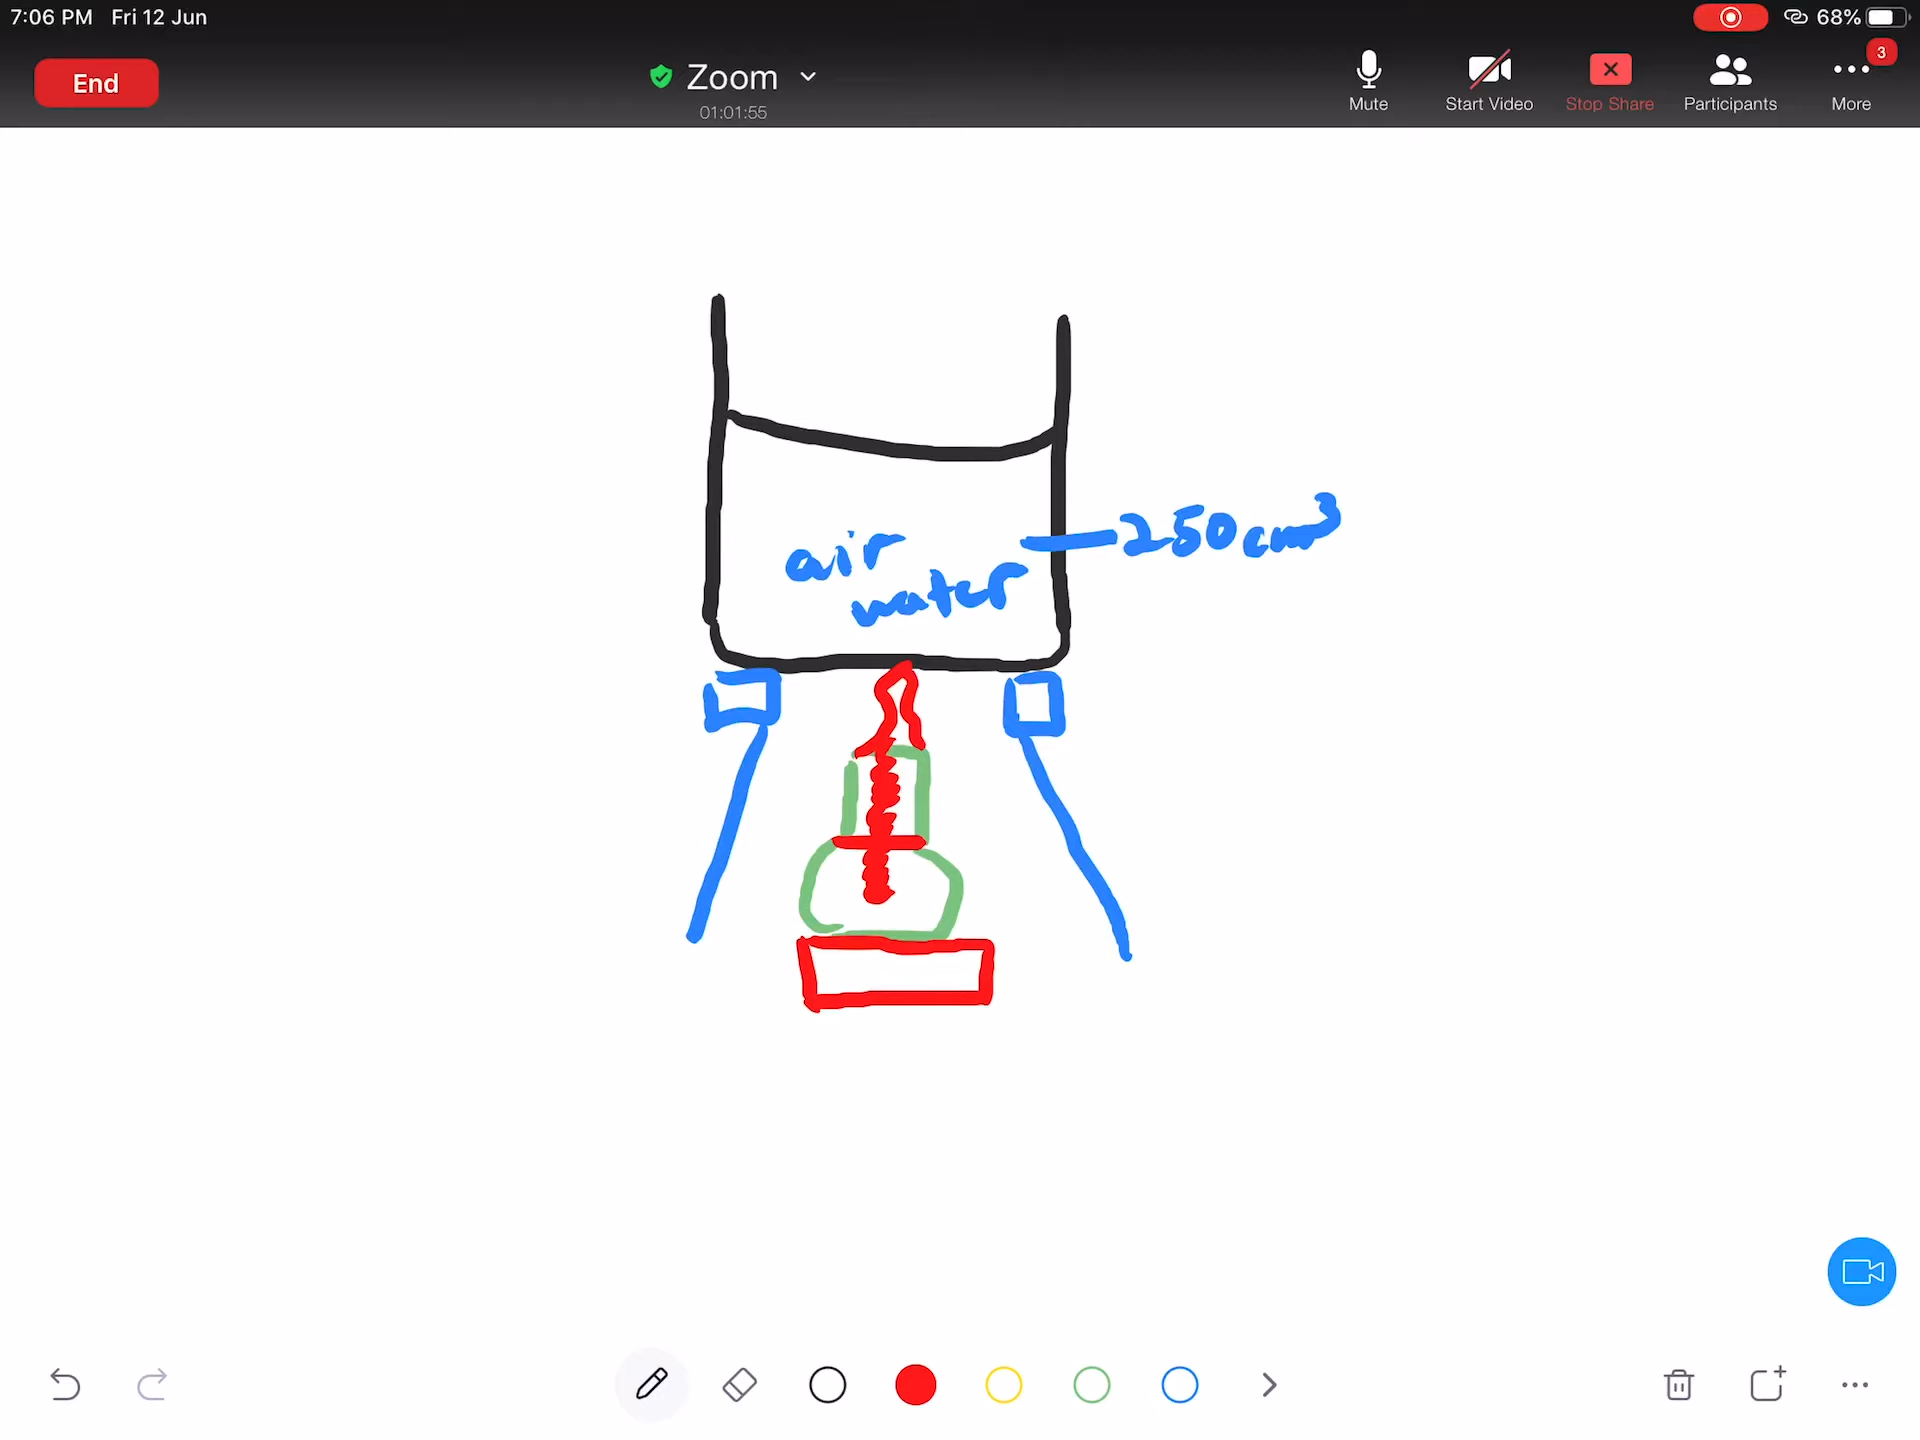 7:06 PM Fri 12 Jun
68%
3
End
Zoom
01:01:55
Mute
Start Video
Stop Share
Participants
More
250cm³
air
water